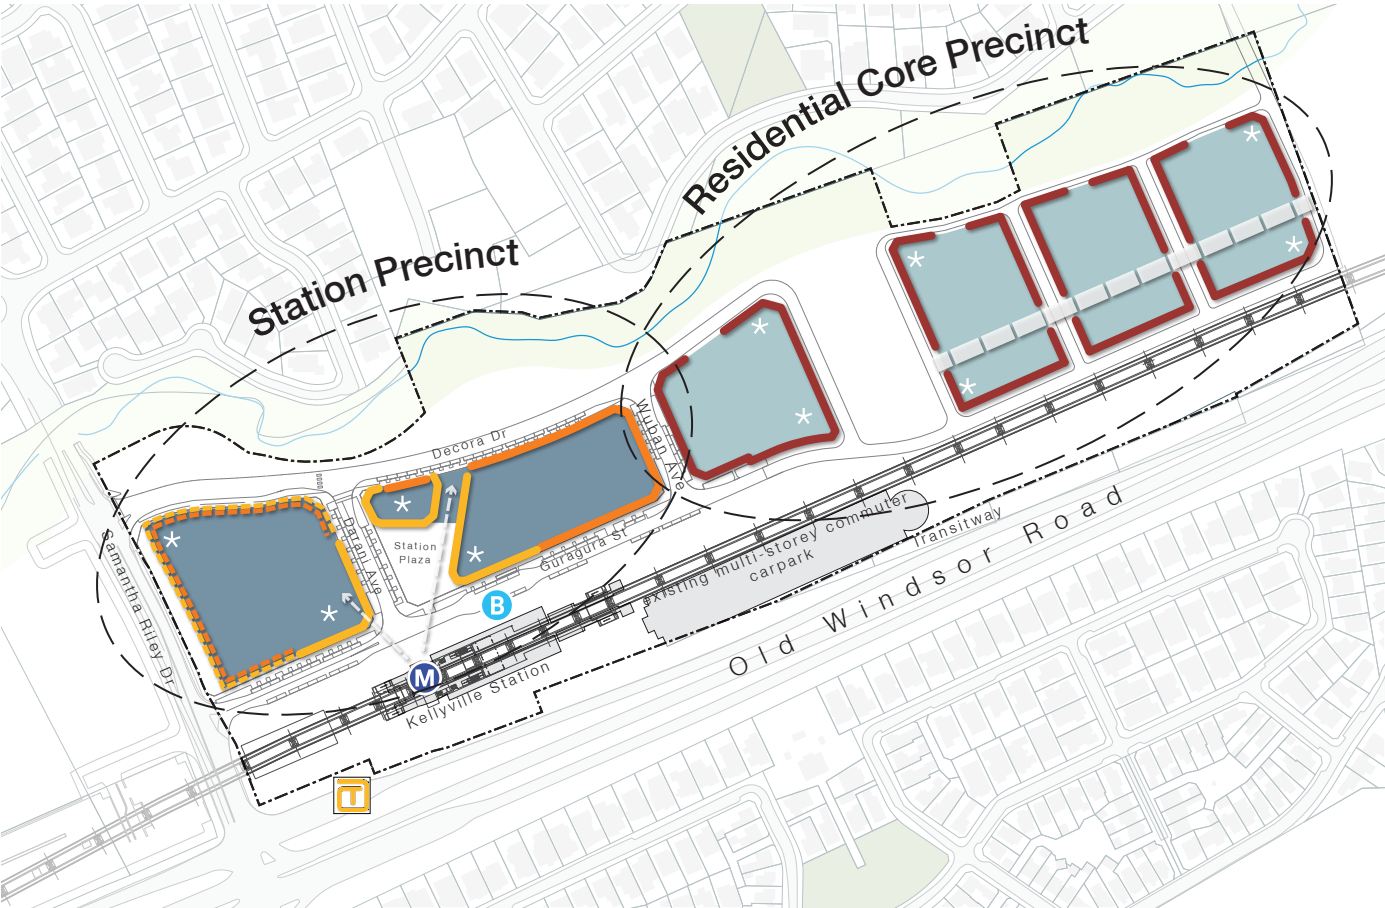 Residential Core Precinct
Station Precinct
Decora Dr
Wuban Ave
Samantha Riley Dr
Dirani Ave
Station
Plaza
Guragura St
B
M
existing multi-storey commuter
carpark
Transitway
Old Windsor Road
Kellyville Station
T